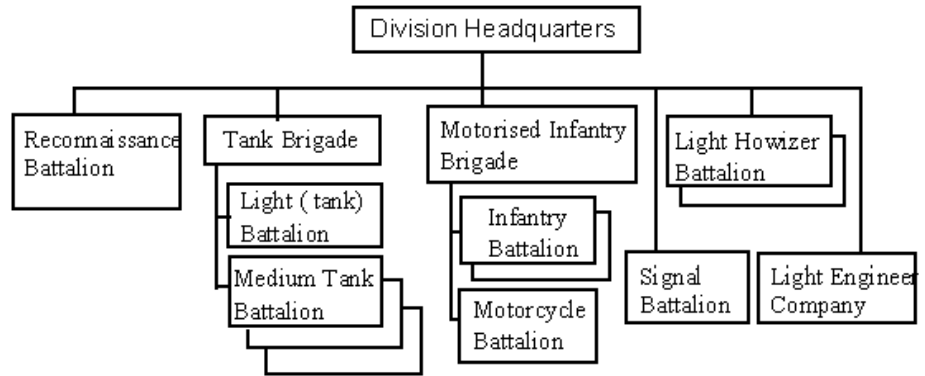 Division Headquarters
Reconnaissance
Battalion
Tank Brigade
Light ( tank)
Battalion
Medium Tank
Battalion
Motorised Infantry
Brigade
Infantry
Battalion
Motorcycle
Battalion
Light Howizer
Battalion
Signal
Battalion
Light Engineer
Company